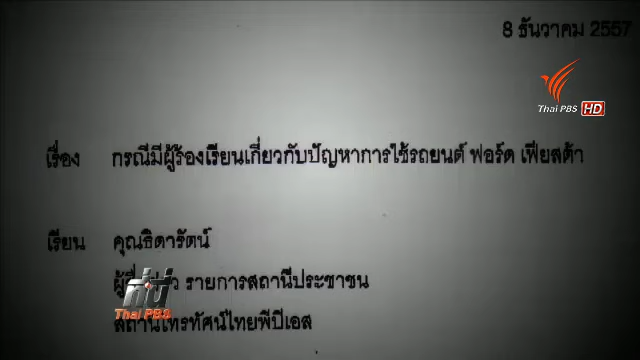 8 ธันวาคม 2557
Thai PBS HD
เรื่อง กรณีมีผู้ร้องเรียนเกี่ยวกับปัญหาการใช้รถยนต์ ฟอร์ด เฟียสต้า
เรียน คุณธิดารัตน์
รายการสถานีประชาชน
ทันข่าว
Thai PBS
สถานีโทรทัศน์ไทยพีบีเอส